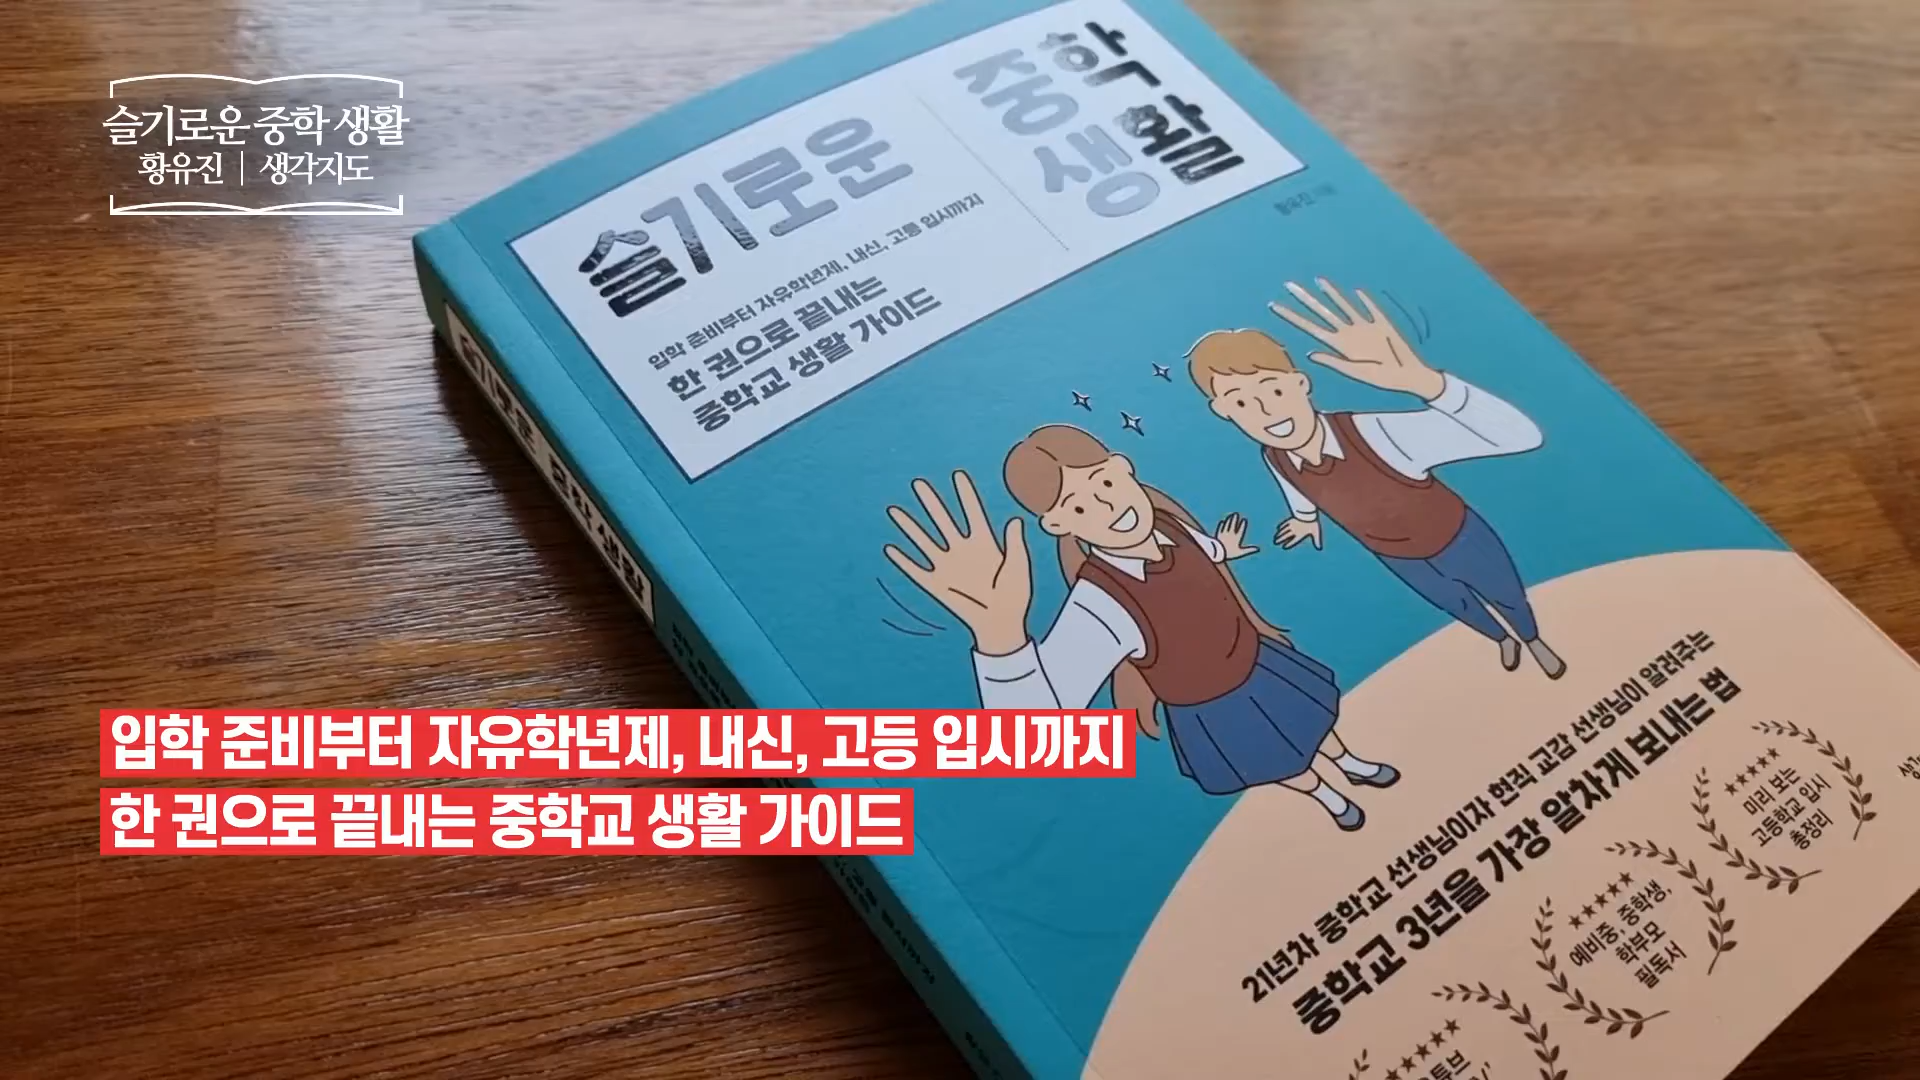 슬기로운 중학 생활
황유진 | 생각지도
슬기로운
중학
생활
황유진 지음
입학 준비부터 자유학년제, 내신, 고등 입시까지
한 권으로 끝내는
중학교 생활 가이드
입학 준비부터 자유학년제, 내신, 고등 입시까지
한 권으로 끝내는 중학교 생활 가이드
21년차 중학교 선생님이자 현직 교감 선생님이 알려주는
중학교 3년을 가장 알차게 보내는 법
미리 보는
고등학교 입시
총정리
예비중, 중학생,
학부모
필독서